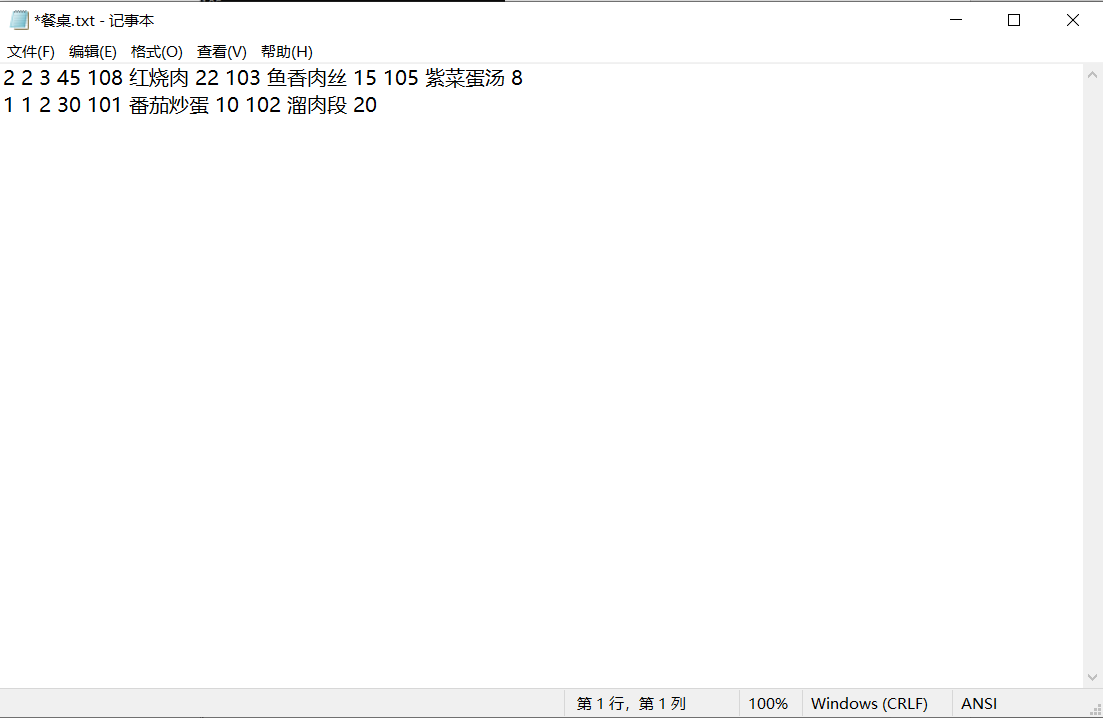 *餐桌.txt - 记事本
文件(F) 编辑(E) 格式(O) 查看(V) 帮助(H)
2 2 3 45 108 红烧肉 22 103 鱼香肉丝 15 105 紫菜蛋汤 8
1 1 2 30 101 番茄炒蛋 10 102 溜肉段 20
第 1 行，第 1 列 100% Windows (CRLF) ANSI